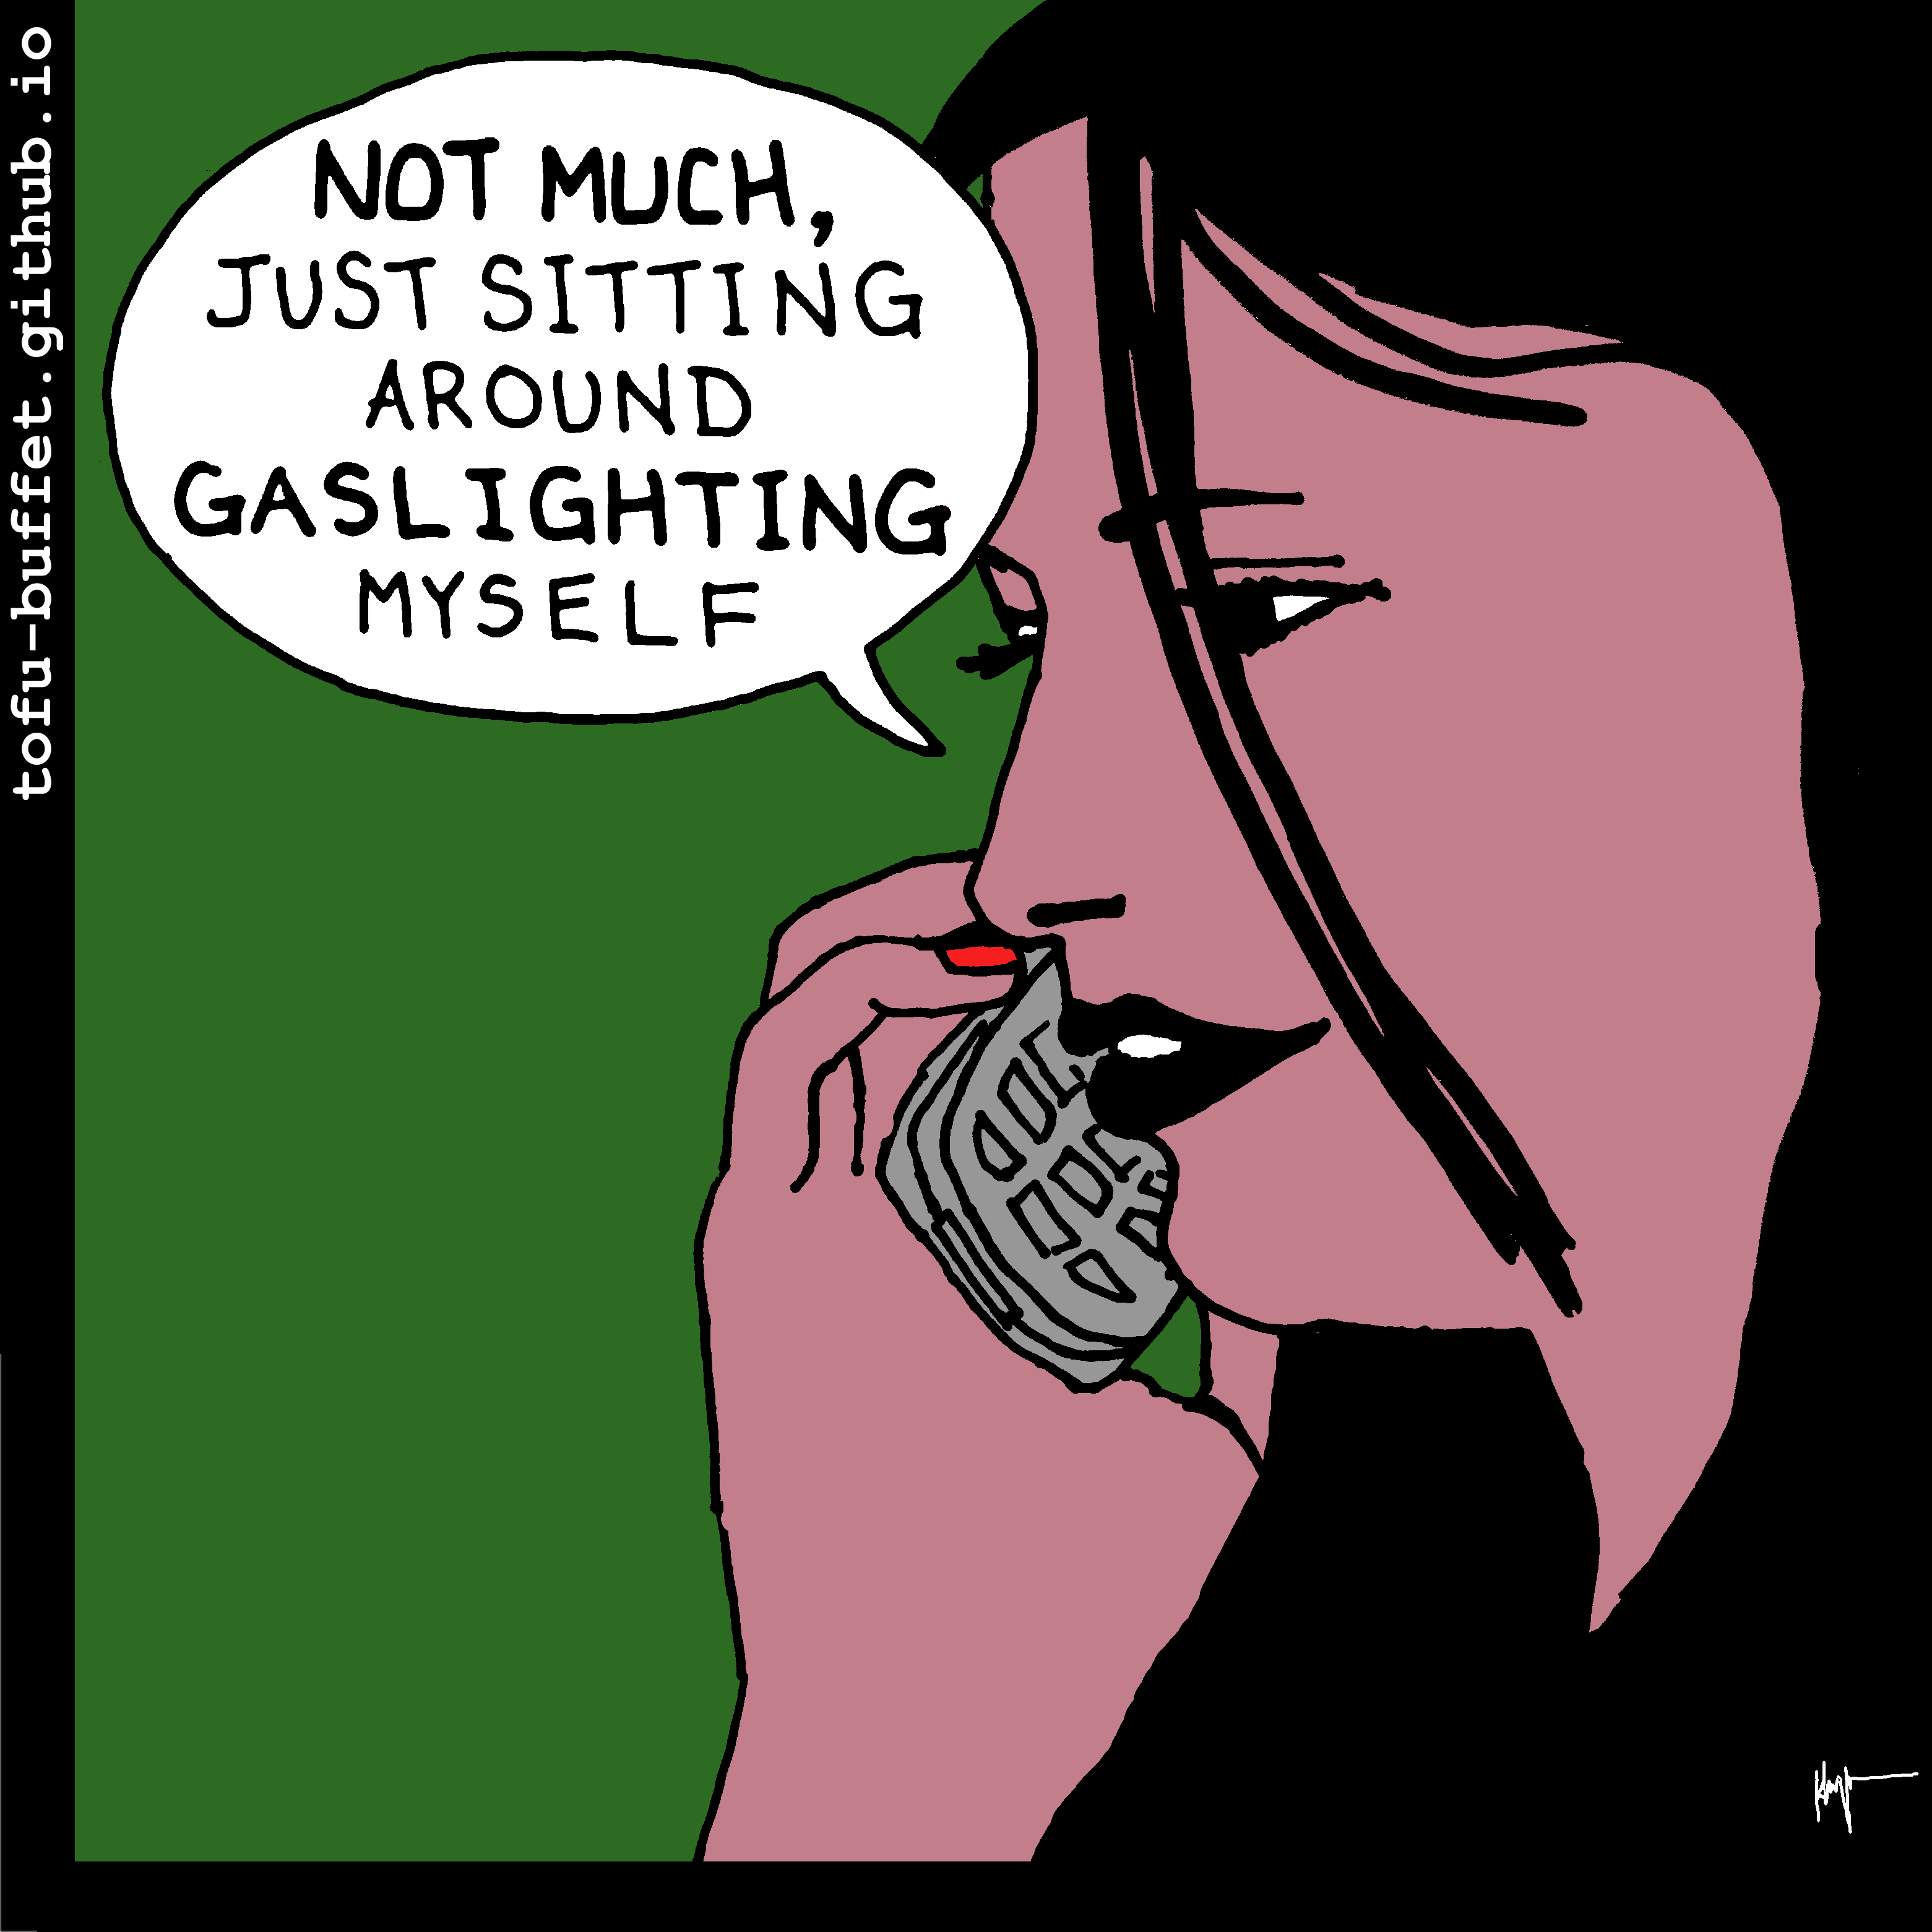 NOT MUCH,
JUST SITTING
AROUND
GASLIGHTING
MYSELF
tofu-buffet.github.io